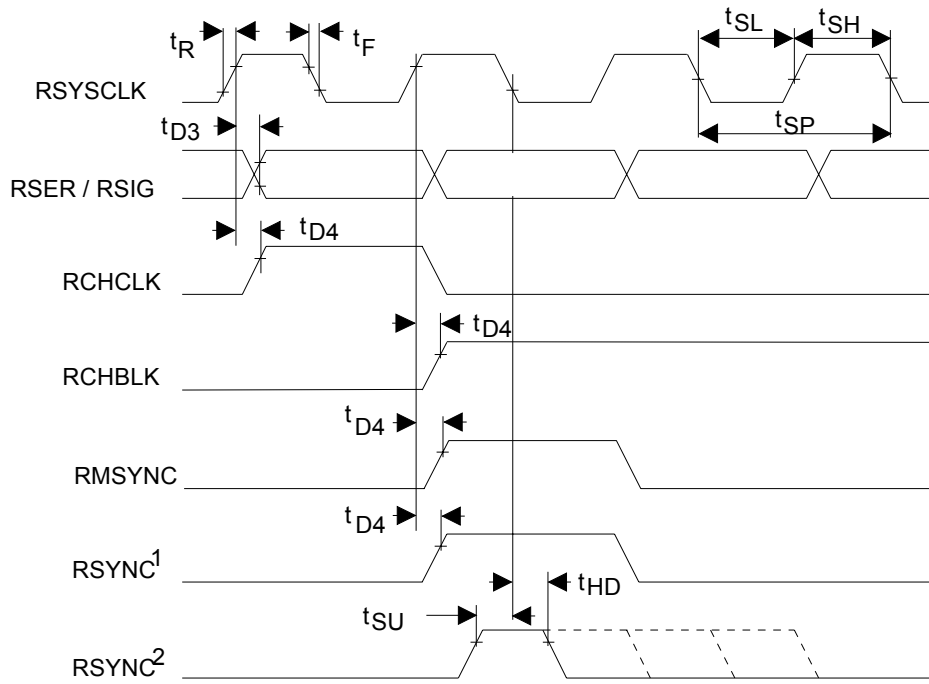 tR tF tSL tSH
RSYSCLK
tD3 tSP
RSER / RSIG
tD4
RCHCLK
tD4
RCHBLK
tD4
RMSYNC
tD4
RSYNC1
tHD
tSU
RSYNC2